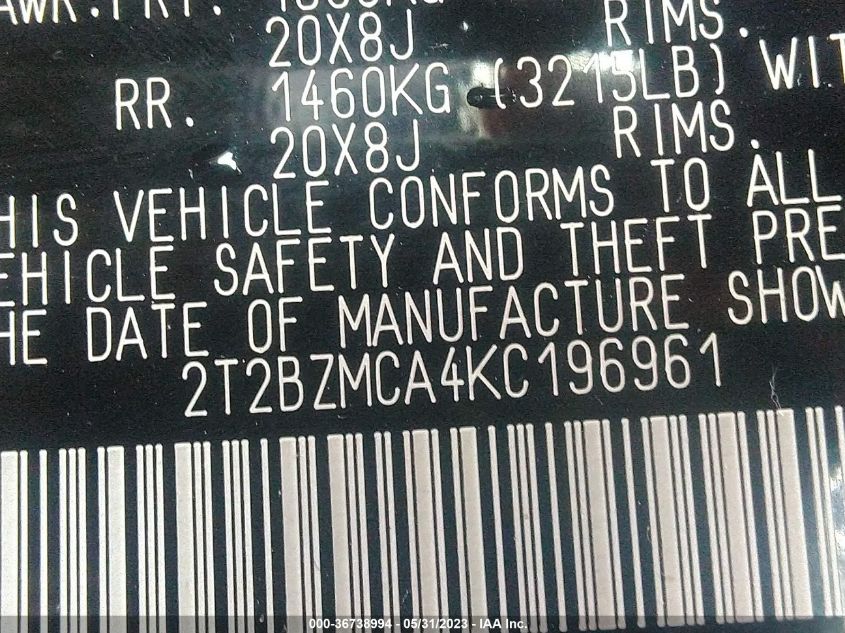 20X8J RIMS.
RR. 1460KG (3215LB) WIT
20X8J RIMS.
HIS VEHICLE CONFORMS TO ALL
EHICLE SAFETY AND THEFT PRE
HE DATE OF MANUFACTURE SHOW
2T2BZMCA4KC196961
000-36738994 - 05/31/2023 - IAA Inc.